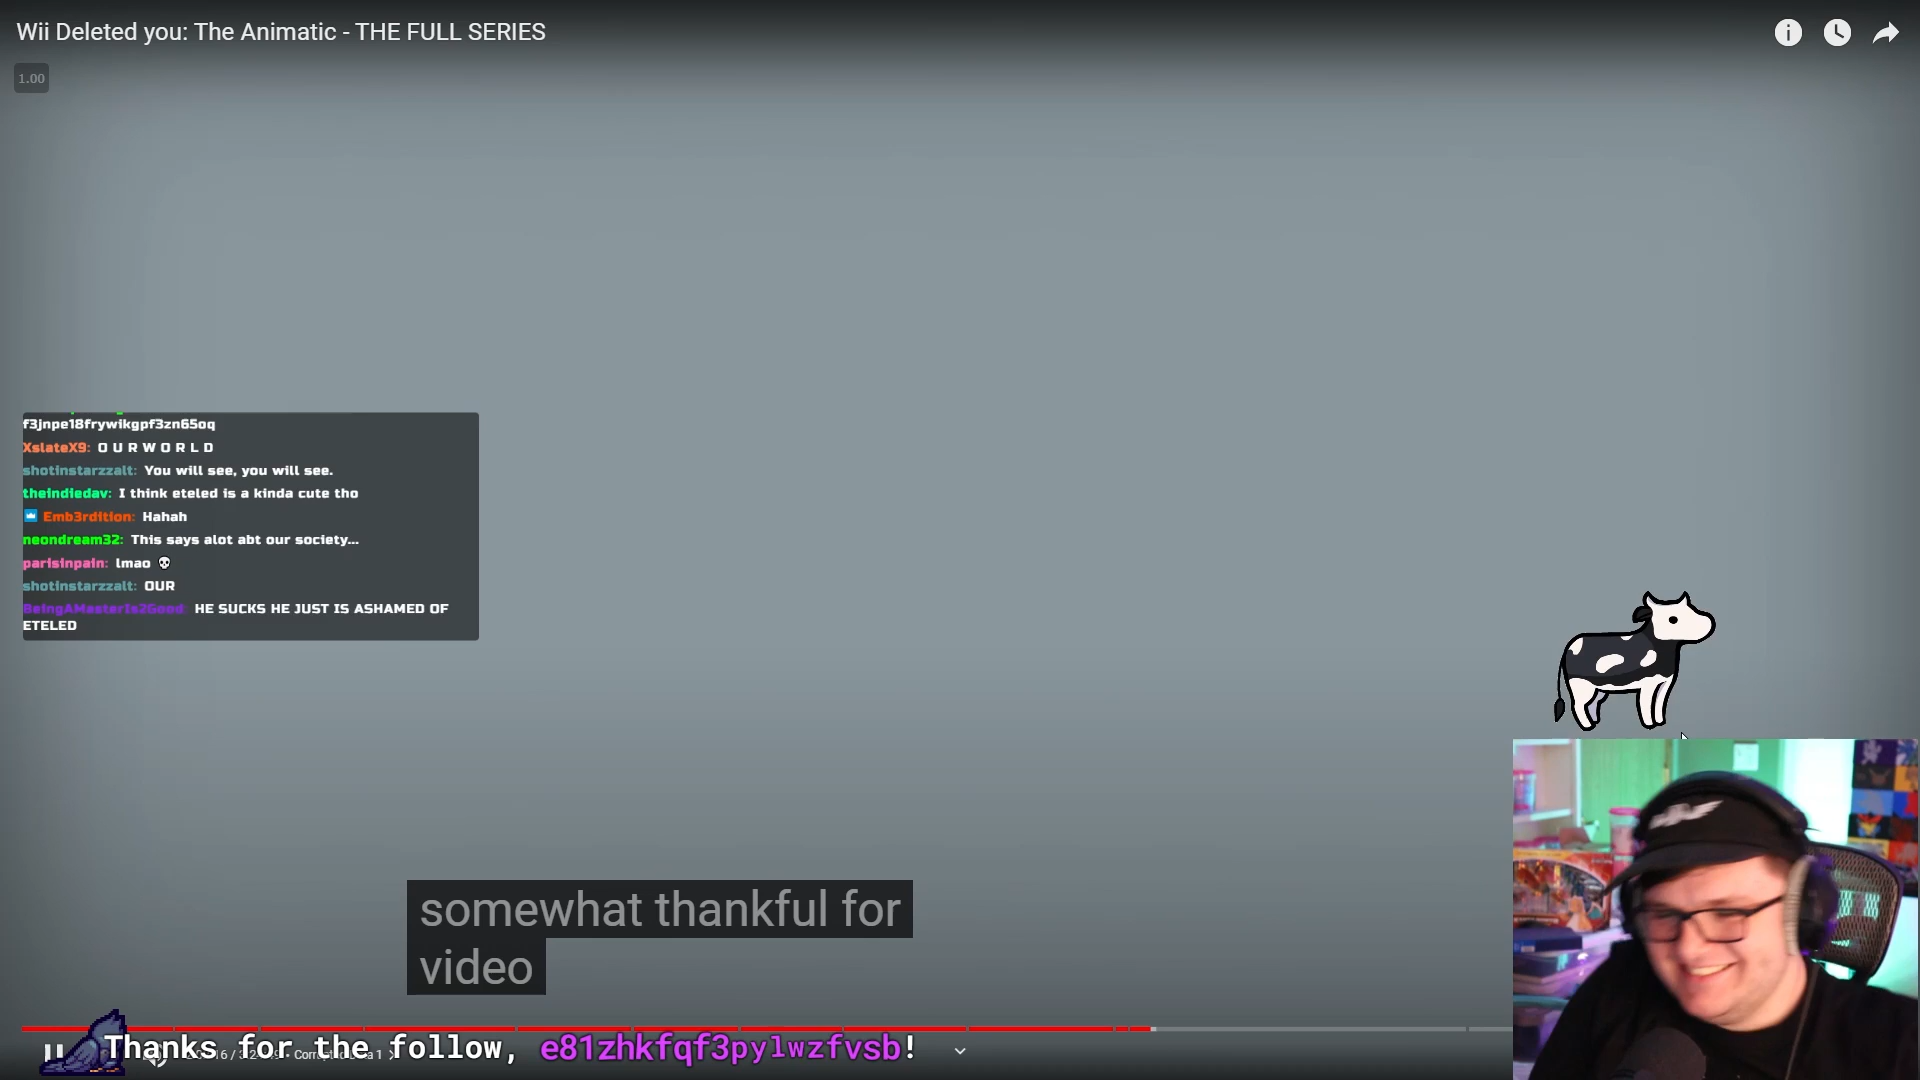 Wii Deleted you: The Animatic - THE FULL SERIES
1.00
f3jnpe18frywikgpf3zn65oq
XslateX9: O U R W O R L D
shotinstarzzalt: You will see, you will see.
theindiedav: I think eteled is a kinda cute tho
Emb3rdition: Hahah
neondream32: This says alot abt our society...
parisinpain: lmao 💀
shotinstarzzalt: OUR
BeingAMasterIs2Good: HE SUCKS HE JUST IS ASHAMED OF
ETELED
somewhat thankful for
video
Thanks for the follow, e81zhkfqf3pylwzfvsb!